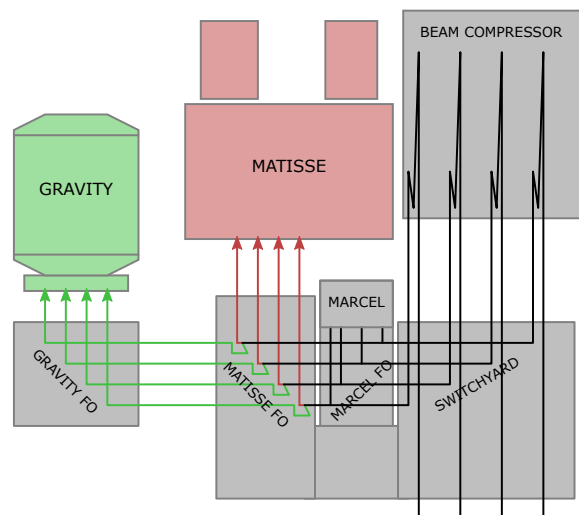 BEAM COMPRESSOR
MATISSE
GRAVITY
MARCEL
GRAVITY FO
MATISSE FO
MARCEL FO
SWITCHYARD